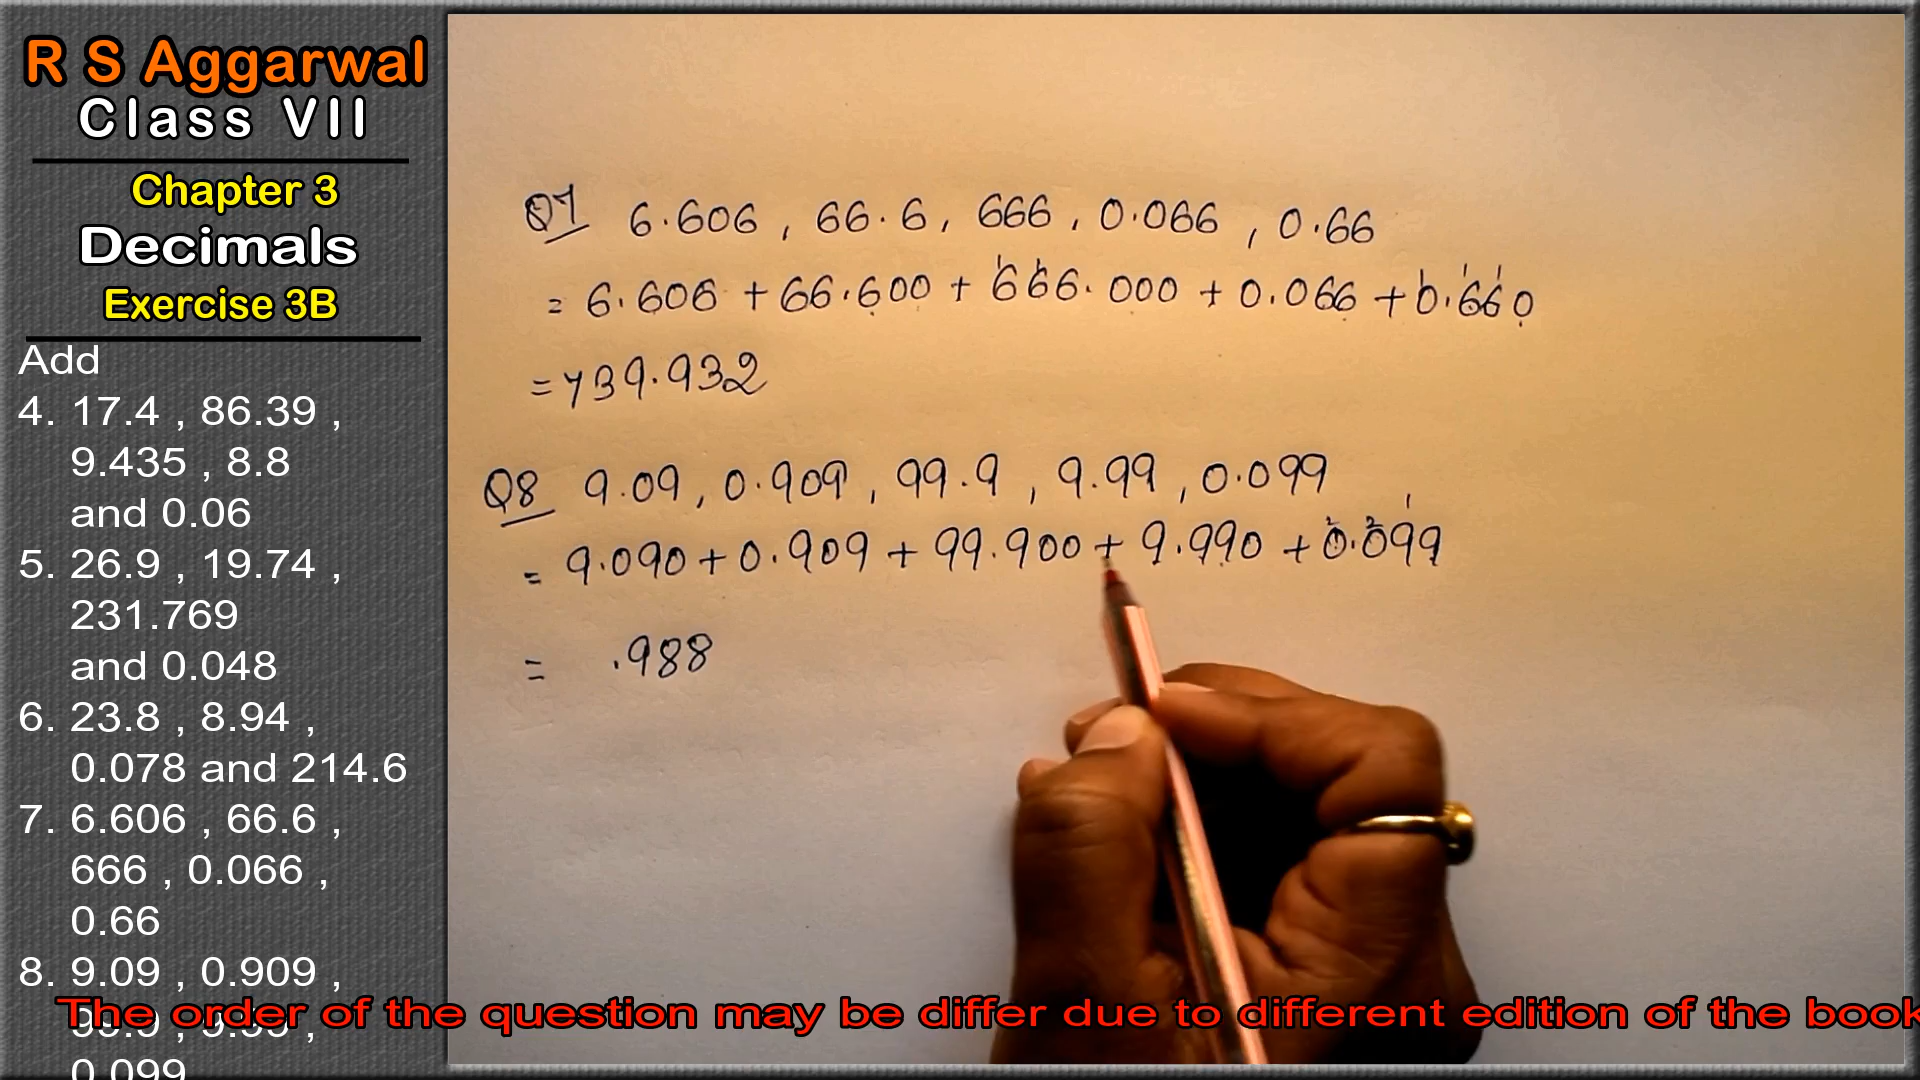 R S Aggarwal
Class VII
Chapter 3
Decimals
Exercise 3B
Add
4. 17.4 , 86.39 ,
9.435 , 8.8
and 0.06
5. 26.9 , 19.74 ,
231.769
and 0.048
6. 23.8 , 8.94 ,
0.078 and 214.6
7. 6.606 , 66.6 ,
666 , 0.066 ,
0.66
8. 9.09 , 0.909 ,
99.9 , 9.99 ,
0.099
Q7 6.606 , 66.6 , 666 , 0.066 , 0.66
= 6.606 + 66.600 + 666.000 + 0.066 + 0.660
= 739.932
Q8 9.09 , 0.909 , 99.9 , 9.99 , 0.099
= 9.090 + 0.909 + 99.900 + 9.990 + 0.099
= .988
The order of the question may be differ due to different edition of the book